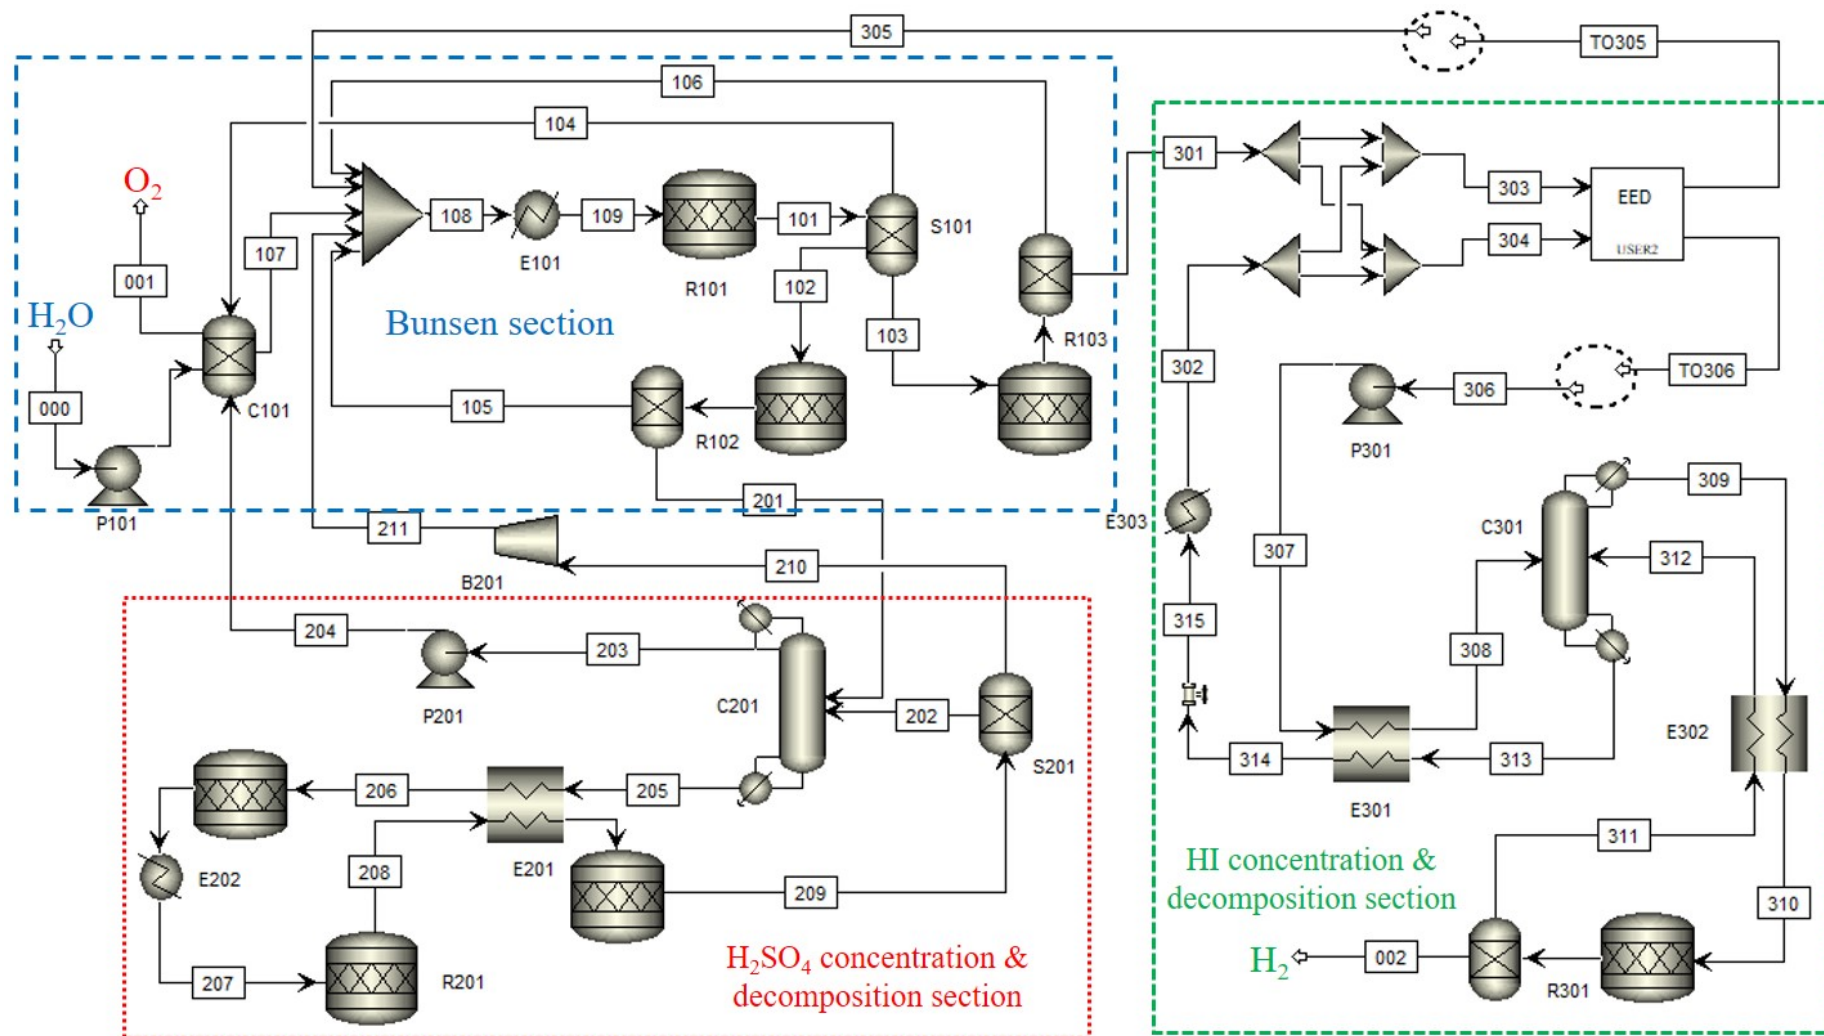 305
TO305
106
104
301
O₂
303
EED
USER2
108
109
101
S101
107
304
E101
001
R101
102
H₂O
Bunsen section
103
R103
302
TO306
000
C101
105
306
R102
P301
309
201
P101
211
E303
C301
307
312
B201
210
315
204
203
308
C201
202
P201
E302
S201
314
313
206
205
E301
311
E202
208
E201
HI concentration &
decomposition section
209
310
H₂SO₄ concentration &
decomposition section
H₂
002
207
R201
R301